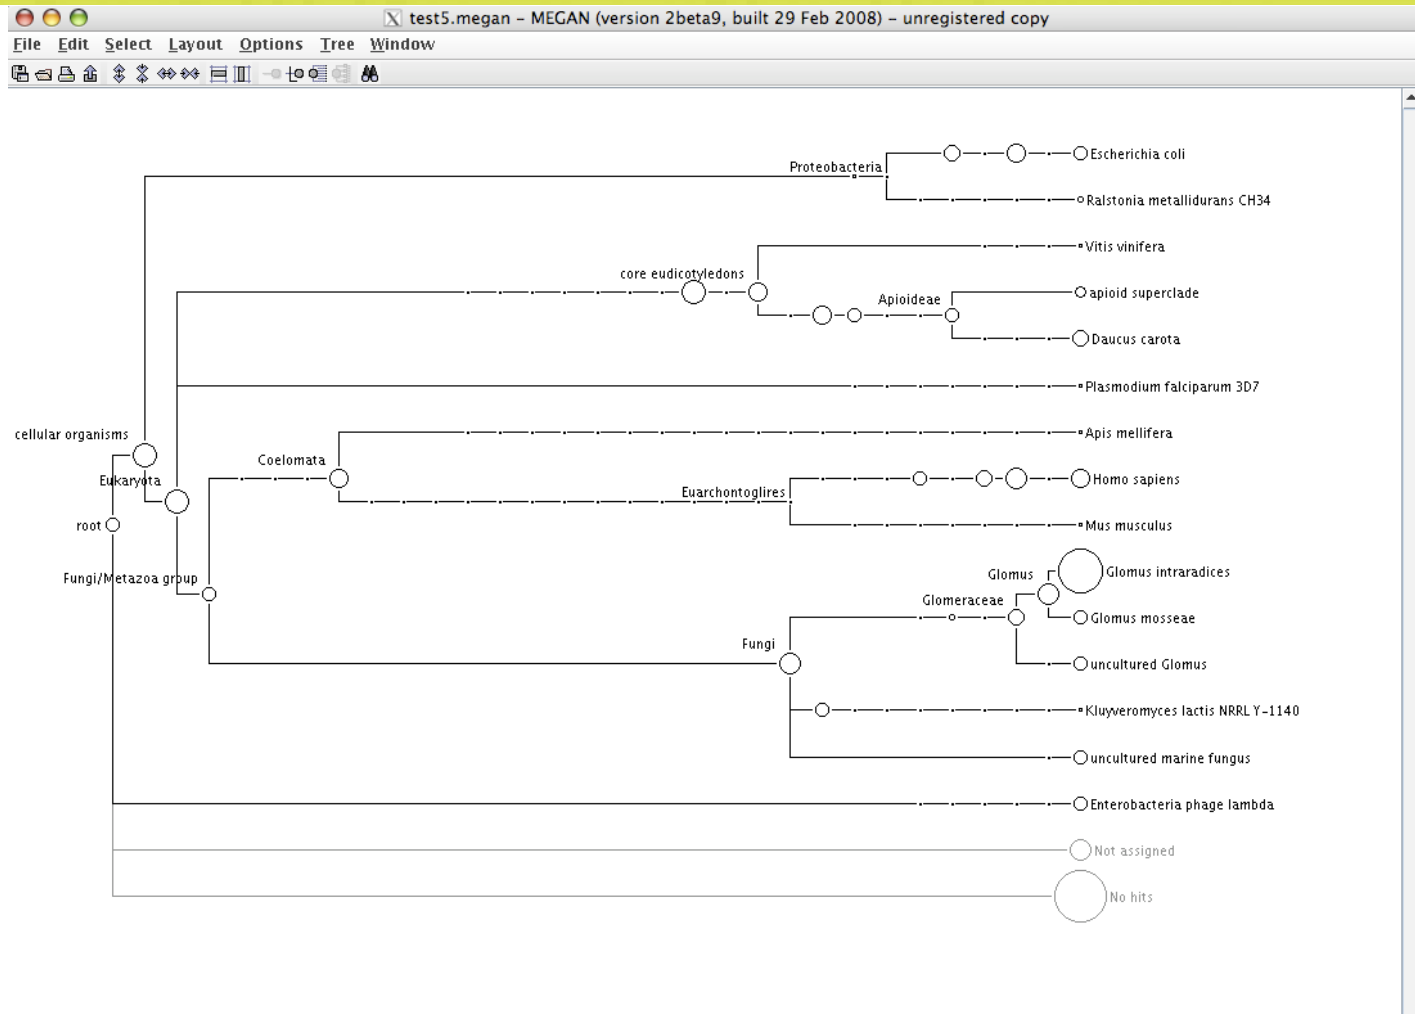 test5.megan – MEGAN (version 2beta9, built 29 Feb 2008) – unregistered copy
File Edit Select Layout Options Tree Window
Escherichia coli
Proteobacteria
Ralstonia metallidurans CH34
Vitis vinifera
core eudicotyledons
apioid superclade
Apioideae
Daucus carota
Plasmodium falciparum 3D7
Apis mellifera
cellular organisms
Coelomata
Homo sapiens
Eukaryota
Euarchontoglires
Mus musculus
root
Glomus intraradices
Glomus
Fungi/Metazoa group
Glomeraceae
Glomus mosseae
Fungi
uncultured Glomus
Kluyveromyces lactis NRRL Y-1140
uncultured marine fungus
Enterobacteria phage lambda
Not assigned
No hits